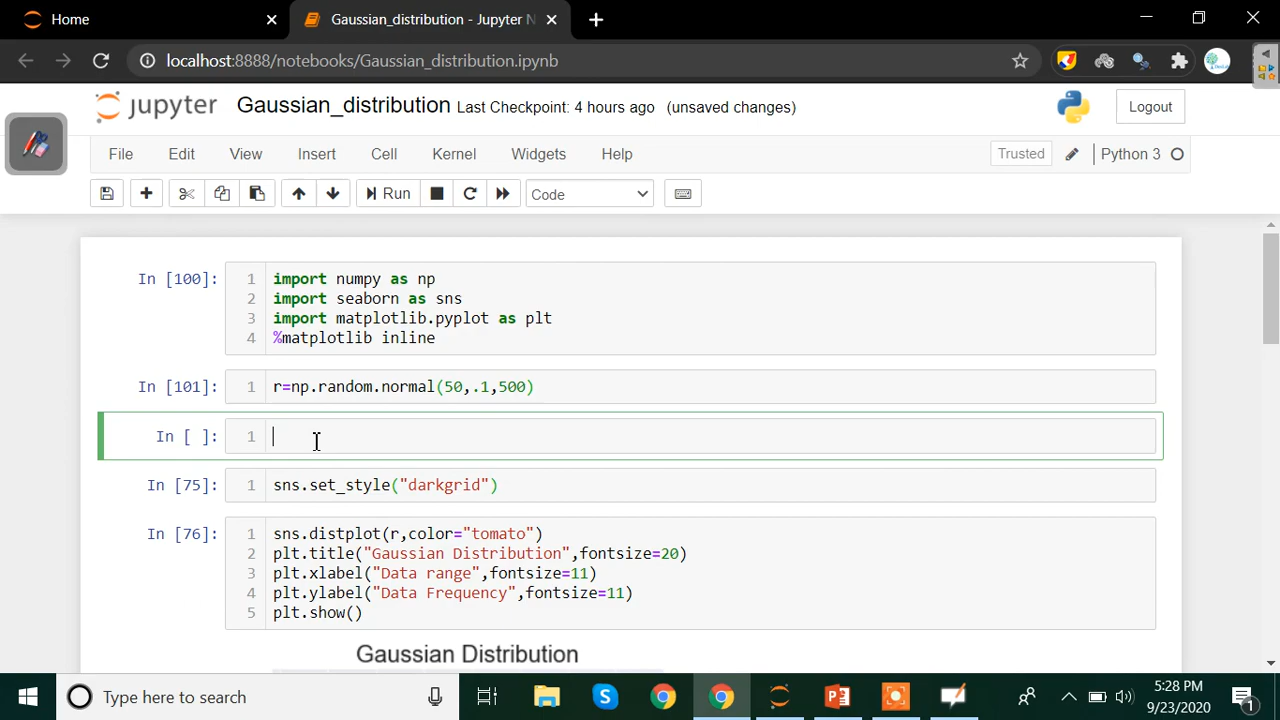 Home
Gaussian_distribution - Jupyter N
localhost:8888/notebooks/Gaussian_distribution.ipynb
jupyter Gaussian_distribution Last Checkpoint: 4 hours ago (unsaved changes)
Logout
File Edit View Insert Cell Kernel Widgets Help
Trusted Python 3
Run Code
In [100]:
1 import numpy as np
2 import seaborn as sns
3 import matplotlib.pyplot as plt
4 %matplotlib inline
In [101]: 1 r=np.random.normal(50,.1,500)
In [ ]: 1
In [75]: 1 sns.set_style("darkgrid")
In [76]:
1 sns.distplot(r,color="tomato")
2 plt.title("Gaussian Distribution",fontsize=20)
3 plt.xlabel("Data range",fontsize=11)
4 plt.ylabel("Data Frequency",fontsize=11)
5 plt.show()
Gaussian Distribution
Type here to search
5:28 PM
9/23/2020
1